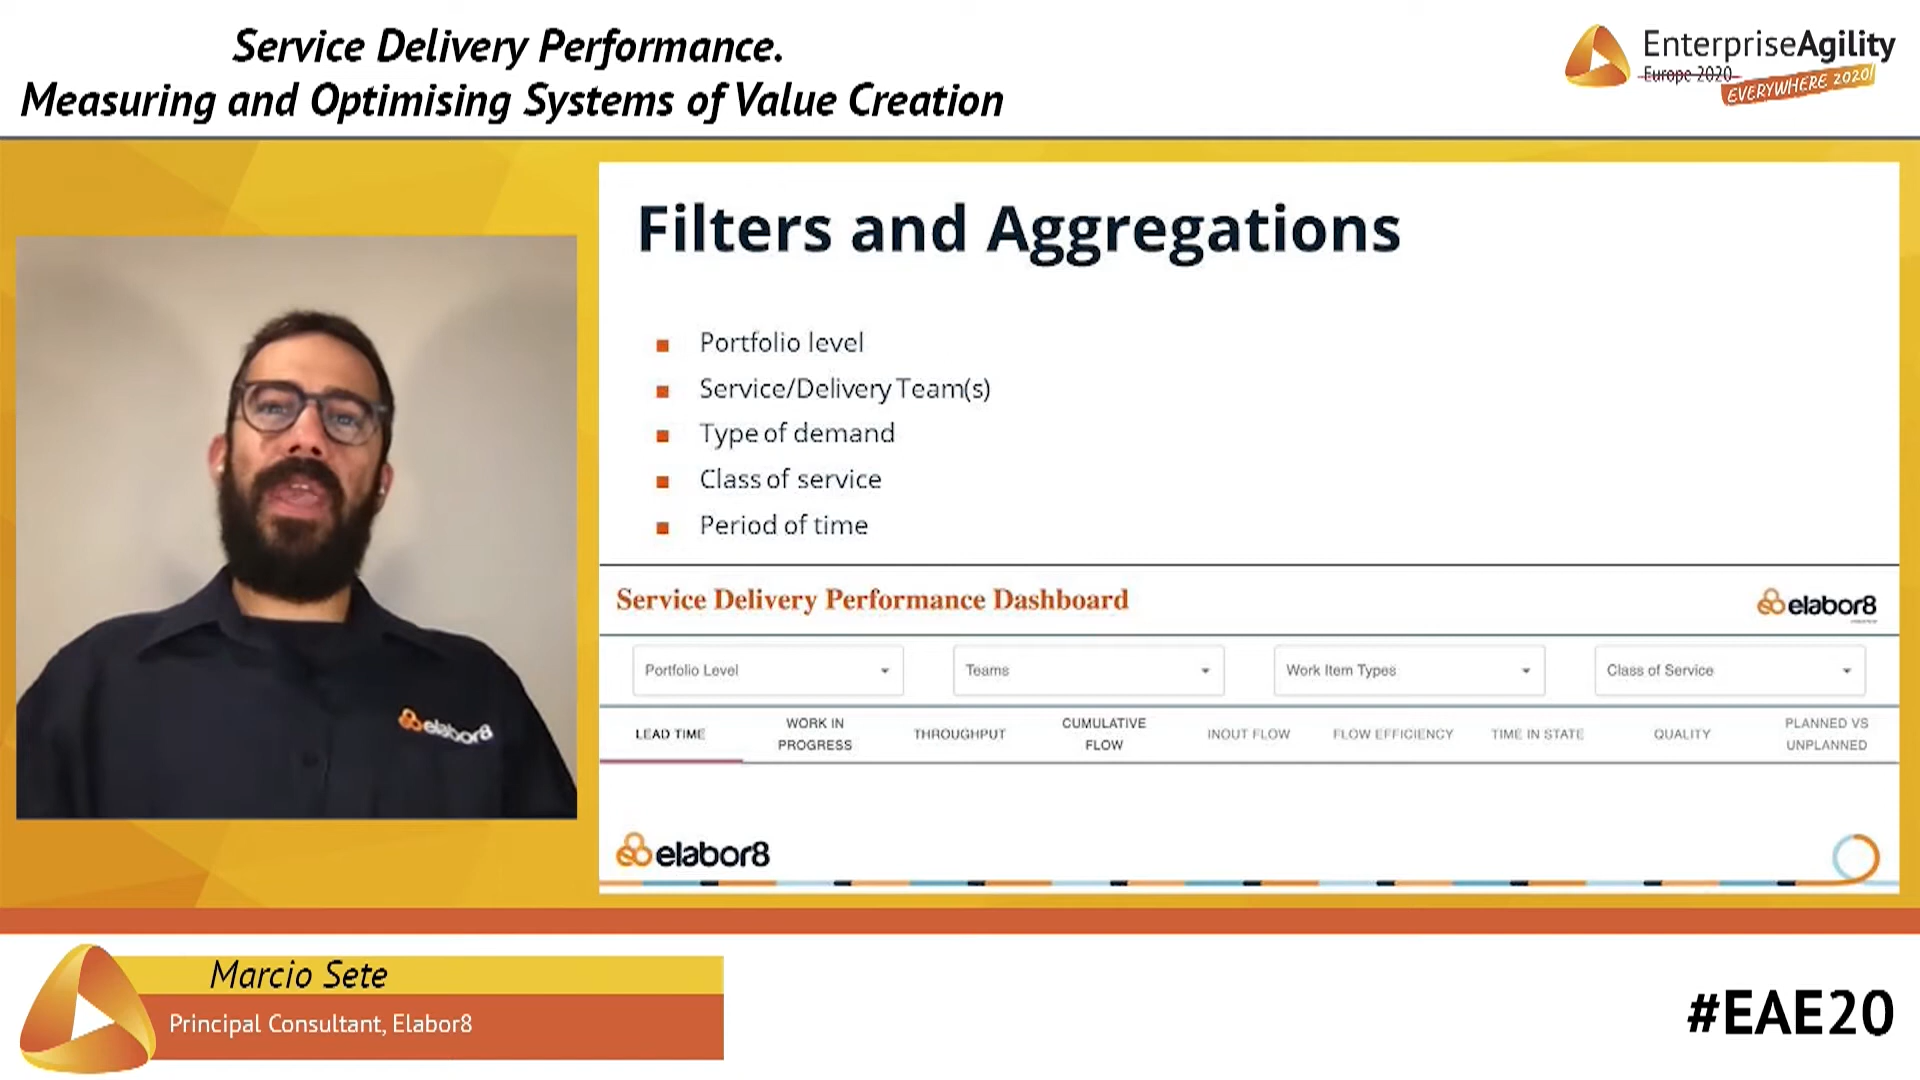 Service Delivery Performance.
Measuring and Optimising Systems of Value Creation
EnterpriseAgility
Europe 2020
EVERYWHERE 2020!
Filters and Aggregations
Portfolio level
Service/Delivery Team(s)
Type of demand
Class of service
Period of time
Service Delivery Performance Dashboard
elabor8
Portfolio Level
Teams
Work Item Types
Class of Service
LEAD TIME
WORK IN
PROGRESS
THROUGHPUT
CUMULATIVE
FLOW
INOUT FLOW
FLOW EFFICIENCY
TIME IN STATE
QUALITY
PLANNED VS
UNPLANNED
elabor8
elabor8
Marcio Sete
Principal Consultant, Elabor8
#EAE20